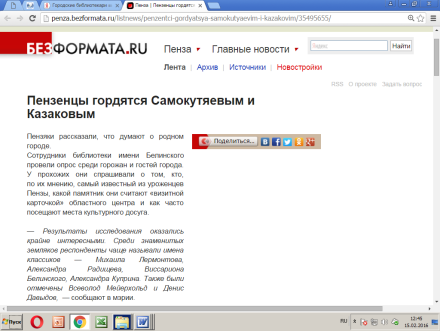 Городские библиотекари и
Пенза | Пензенцы гордятся
penza.bezformata.ru/listnews/penzentci-gordyatsya-samokutyaevim-i-kazakovim/35495655/
БЕЗФОРМАТА.RU
Пенза
Главные новости
Поиск
Найти
Лента | Архив | Источники | Новостройки
RSS О проекте Задать вопрос
Пензенцы гордятся Самокутяевым и
Казаковым
Пензяки рассказали, что думают о родном
городе.
Поделиться...
Сотрудники библиотеки имени Белинского
провели опрос среди горожан и гостей города.
У прохожих они спрашивали о том, кто,
по их мнению, самый известный из уроженцев
Пензы, какой памятник они считают «визитной
карточкой» областного центра и как часто
посещают места культурного досуга.
— Результаты исследования оказались
крайне интересными. Среди знаменитых
земляков респонденты чаще называли имена
классиков — Михаила Лермонтова,
Александра Радищева, Виссариона
Белинского, Александра Куприна. Также были
отмечены Всеволод Мейерхольд и Денис
Давыдов, — сообщают в мэрии.
Пуск
RU
12:45
15.02.2016